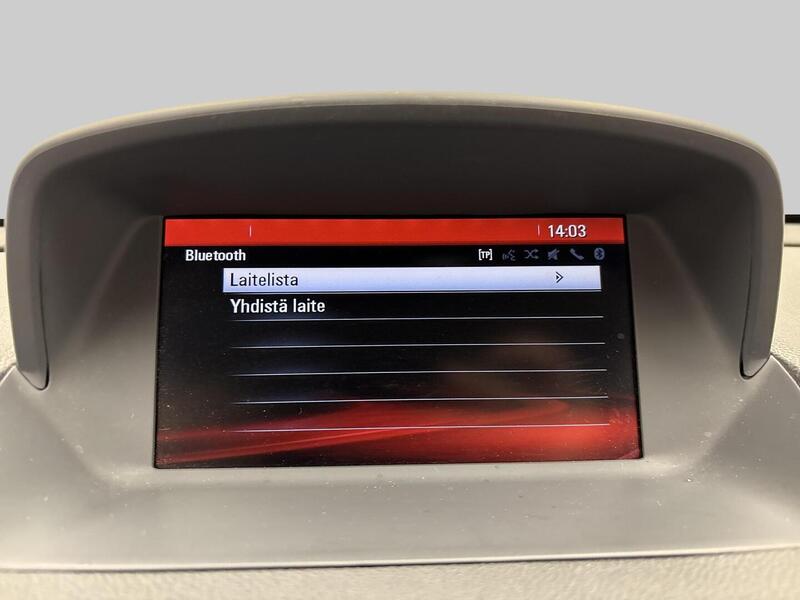 14:03
Bluetooth [TP]
Laitelista
Yhdistä laite